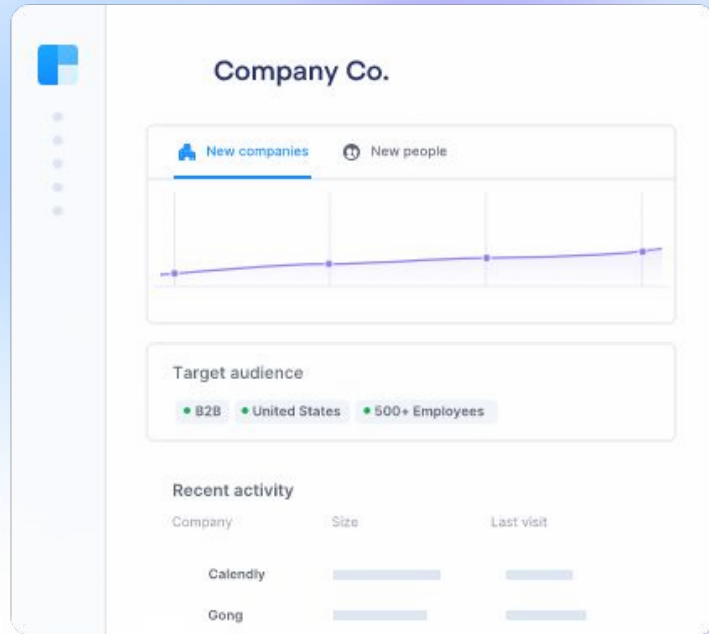 Company Co.
New companies New people
Target audience
B2B United States 500+ Employees
Recent activity
Company Size Last visit
Calendly
Gong